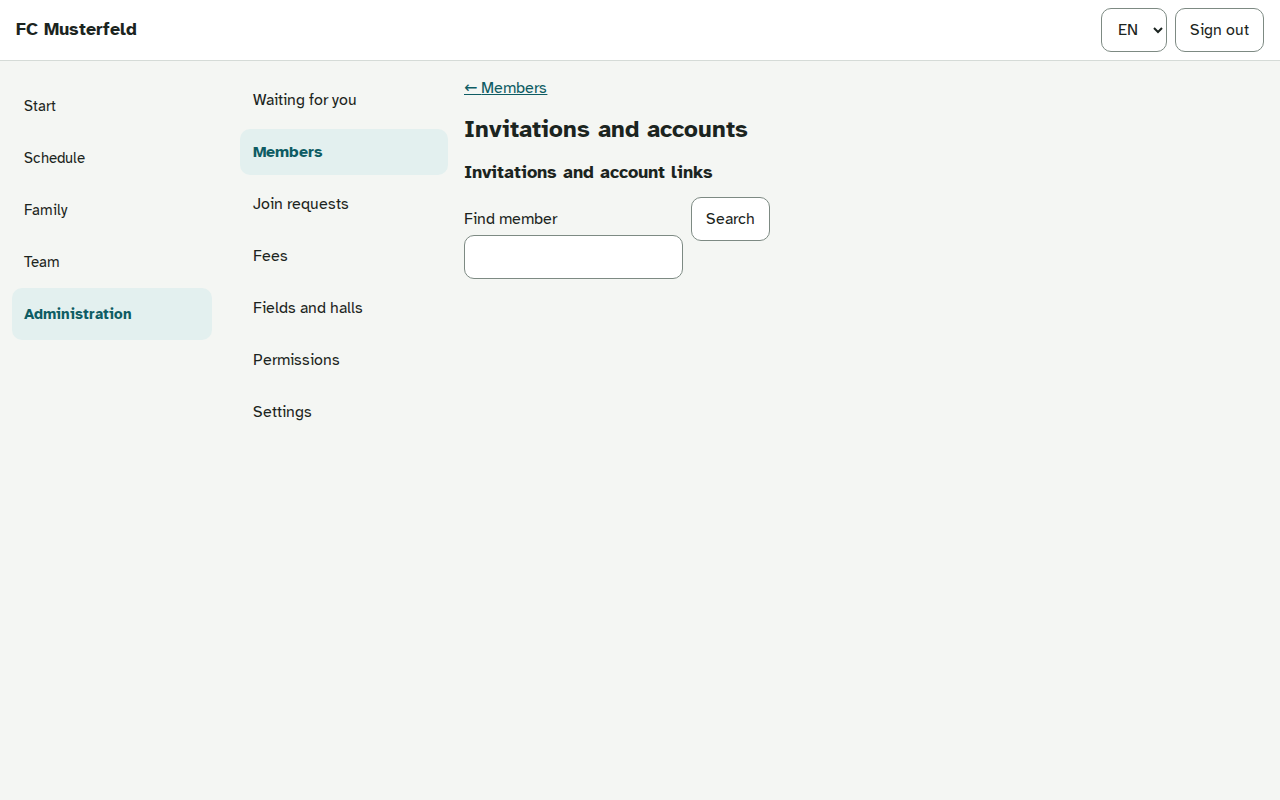 FC Musterfeld
EN
Sign out
Start
Schedule
Family
Team
Administration
Waiting for you
Members
Join requests
Fees
Fields and halls
Permissions
Settings
← Members
Invitations and accounts
Invitations and account links
Find member
Search